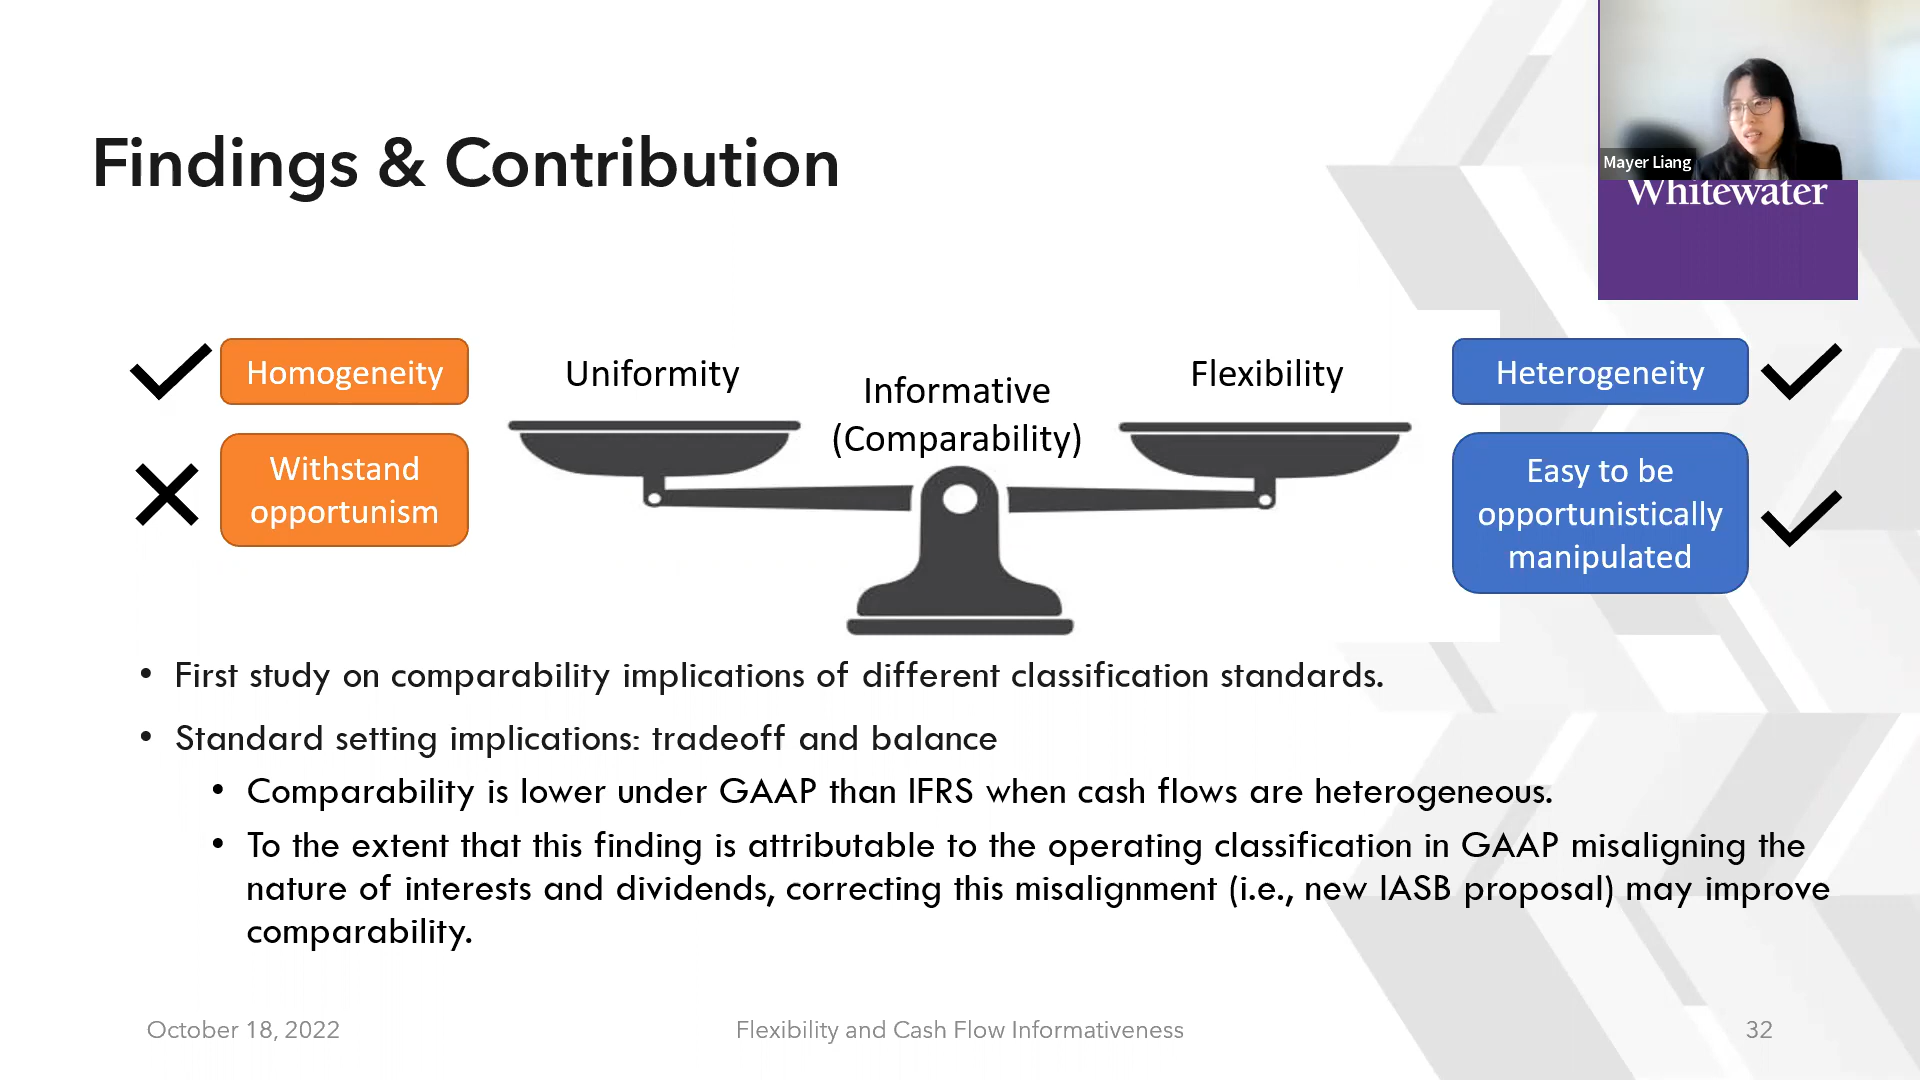 Mayer Liang
Whitewater
Findings & Contribution
Homogeneity
Withstand
opportunism
Uniformity
Informative
(Comparability)
Flexibility
Heterogeneity
Easy to be
opportunistically
manipulated
• First study on comparability implications of different classification standards.
• Standard setting implications: tradeoff and balance
• Comparability is lower under GAAP than IFRS when cash flows are heterogeneous.
• To the extent that this finding is attributable to the operating classification in GAAP misaligning the
nature of interests and dividends, correcting this misalignment (i.e., new IASB proposal) may improve
comparability.
October 18, 2022
Flexibility and Cash Flow Informativeness
32